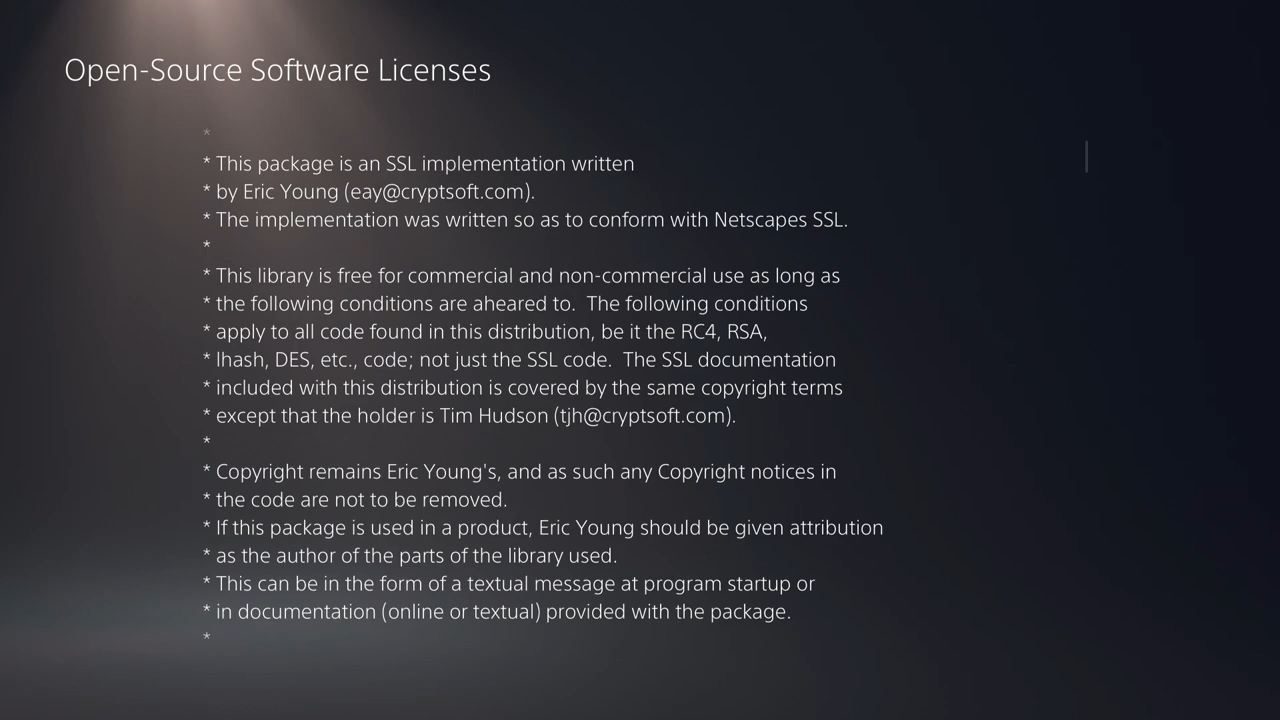 Open-Source Software Licenses
*
* This package is an SSL implementation written
* by Eric Young (eay@cryptsoft.com).
* The implementation was written so as to conform with Netscapes SSL.
*
* This library is free for commercial and non-commercial use as long as
* the following conditions are aheared to.  The following conditions
* apply to all code found in this distribution, be it the RC4, RSA,
* lhash, DES, etc., code; not just the SSL code.  The SSL documentation
* included with this distribution is covered by the same copyright terms
* except that the holder is Tim Hudson (tjh@cryptsoft.com).
*
* Copyright remains Eric Young's, and as such any Copyright notices in
* the code are not to be removed.
* If this package is used in a product, Eric Young should be given attribution
* as the author of the parts of the library used.
* This can be in the form of a textual message at program startup or
* in documentation (online or textual) provided with the package.
*